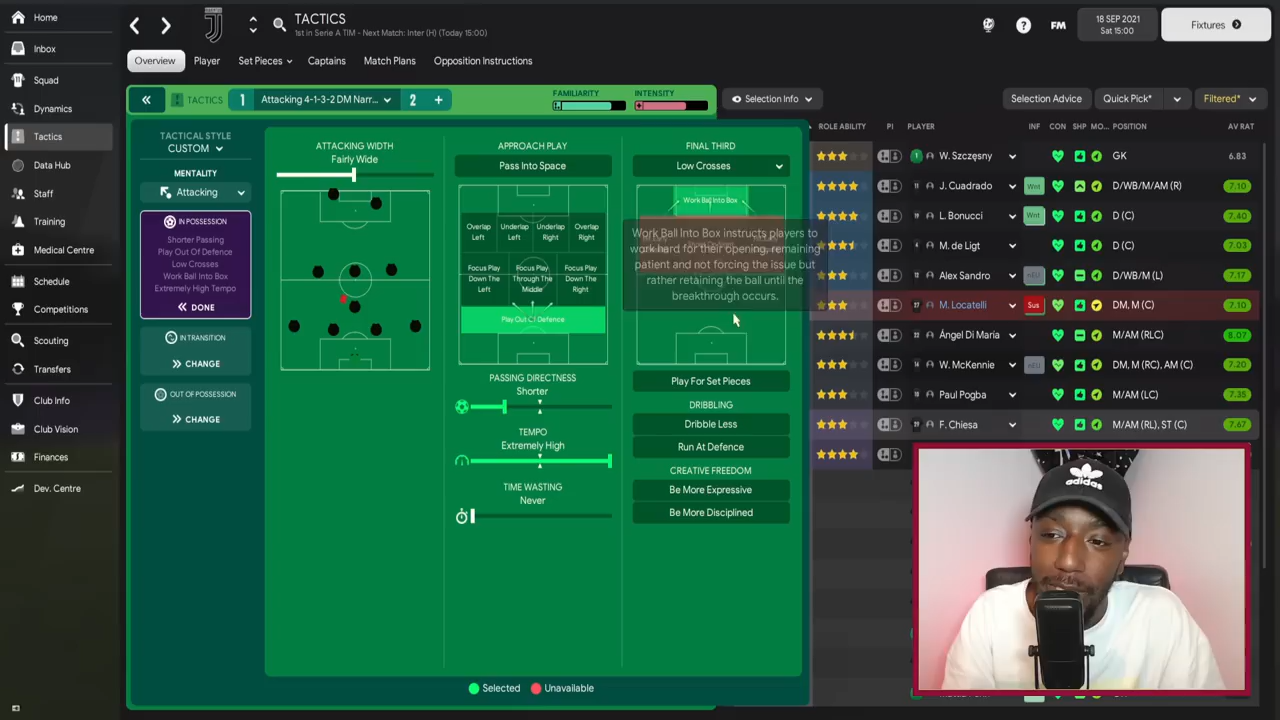 Home
Inbox
Squad
Dynamics
Tactics
Data Hub
Staff
Training
Medical Centre
Schedule
Competitions
Scouting
Transfers
Club Info
Club Vision
Finances
Dev. Centre
TACTICS
1st in Serie A TIM - Next Match: Inter (H) (Today 15:00)
FM
18 SEP 2021
Sat 15:00
Fixtures
Overview
Player
Set Pieces
Captains
Match Plans
Opposition Instructions
TACTICS
1
Attacking 4-1-3-2 DM Narr...
2 +
FAMILIARITY
INTENSITY
Selection Info
Selection Advice
Quick Pick*
Filtered*
TACTICAL STYLE
CUSTOM
MENTALITY
Attacking
IN POSSESSION
Shorter Passing
Play Out Of Defence
Low Crosses
Work Ball Into Box
Extremely High Tempo
DONE
IN TRANSITION
CHANGE
OUT OF POSSESSION
CHANGE
ATTACKING WIDTH
Fairly Wide
APPROACH PLAY
Pass Into Space
Overlap Left
Underlap Left
Underlap Right
Overlap Right
Focus Play Down The Left
Focus Play Through The Middle
Focus Play Down The Right
Play Out Of Defence
PASSING DIRECTNESS
Shorter
TEMPO
Extremely High
TIME WASTING
Never
FINAL THIRD
Low Crosses
Work Ball Into Box
Work Ball Into Box instructs players to
work hard for their opening, remaining
patient and not forcing the issue but
rather retaining the ball until the
breakthrough occurs.
Play For Set Pieces
DRIBBLING
Dribble Less
Run At Defence
CREATIVE FREEDOM
Be More Expressive
Be More Disciplined
Selected
Unavailable
ROLE ABILITY PI PLAYER INF CON SHP MO... POSITION AV RAT
W. Szczęsny GK 6.83
J. Cuadrado Wnt D/WB/M/AM (R) 7.10
L. Bonucci Wnt D (C) 7.40
M. de Ligt D (C) 7.03
Alex Sandro D/WB/M (L) 7.17
M. Locatelli Sus DM, M (C) 7.10
Ángel Di María M/AM (RLC) 8.07
W. McKennie DM, M (RC), AM (C) 7.20
Paul Pogba M/AM (LC) 7.35
F. Chiesa M/AM (RL), ST (C) 7.67
adidas